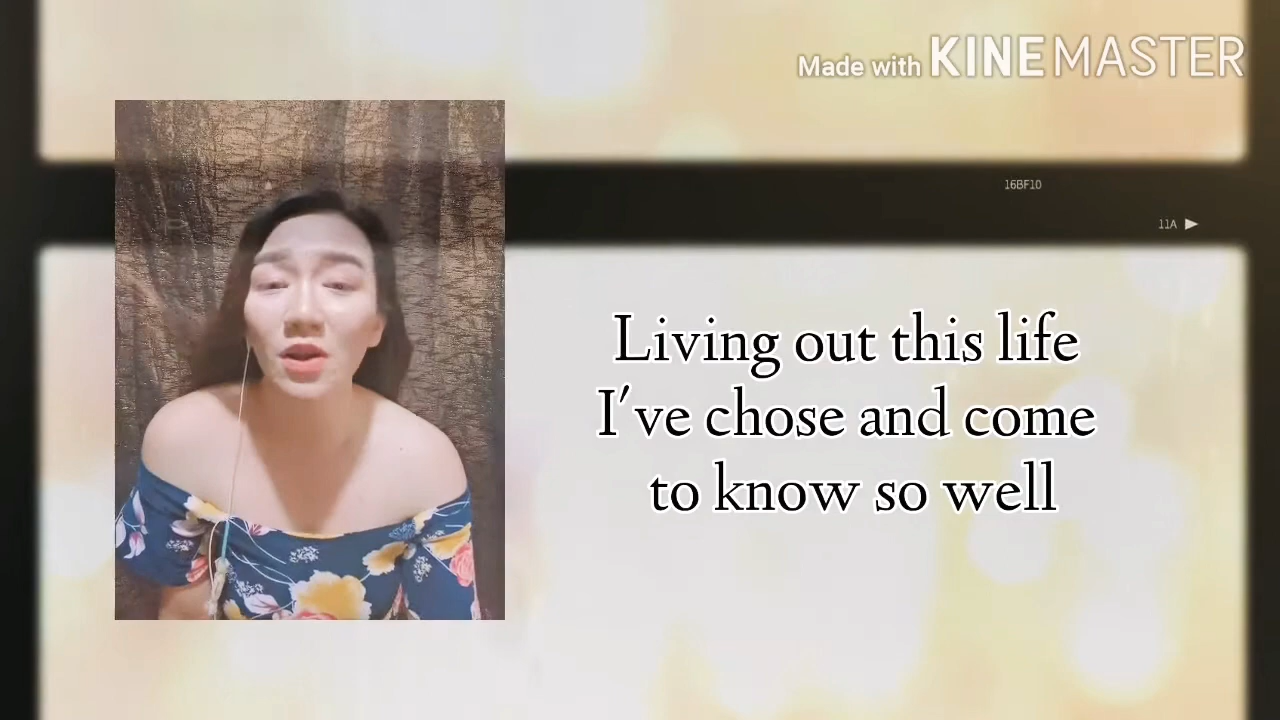 Made with KINEMASTER
16BF10
11A
Living out this life
I've chose and come
to know so well